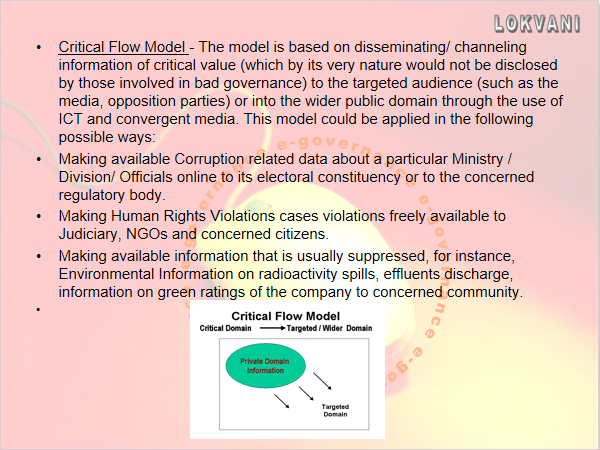 LOKVANI
• Critical Flow Model - The model is based on disseminating/ channeling
information of critical value (which by its very nature would not be disclosed
by those involved in bad governance) to the targeted audience (such as the
media, opposition parties) or into the wider public domain through the use of
ICT and convergent media. This model could be applied in the following
possible ways:
• Making available Corruption related data about a particular Ministry /
Division/ Officials online to its electoral constituency or to the concerned
regulatory body.
• Making Human Rights Violations cases violations freely available to
Judiciary, NGOs and concerned citizens.
• Making available information that is usually suppressed, for instance,
Environmental Information on radioactivity spills, effluents discharge,
information on green ratings of the company to concerned community.
•
Critical Flow Model
Critical Domain Targeted / Wider Domain
Private Domain
Information
Targeted
Domain
e-governance e-governance e-go